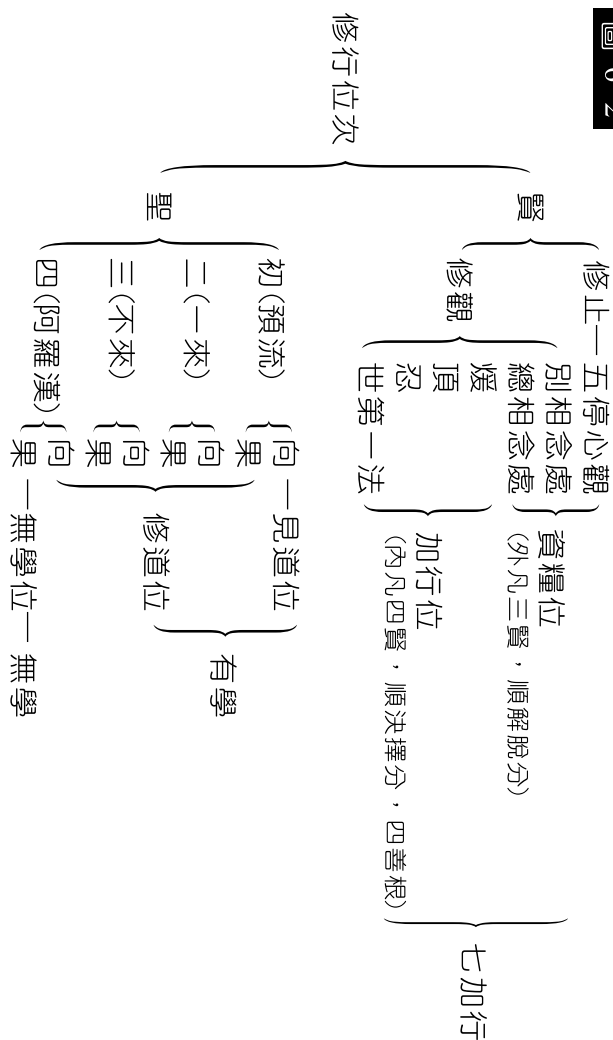 圖 6 2
修行位次
賢
修止—五停心觀
修觀
別相念處
總相念處
煖
頂
忍
世第一法
資糧位
(外凡三賢，順解脫分)
加行位
(內凡四賢，順決擇分，四善根)
七加行
聖
初(預流)
向—見道位
果
二(一來)
向
果
三(不來)
向
果
四(阿羅漢)
向
果—無學位—無學
修道位
有學